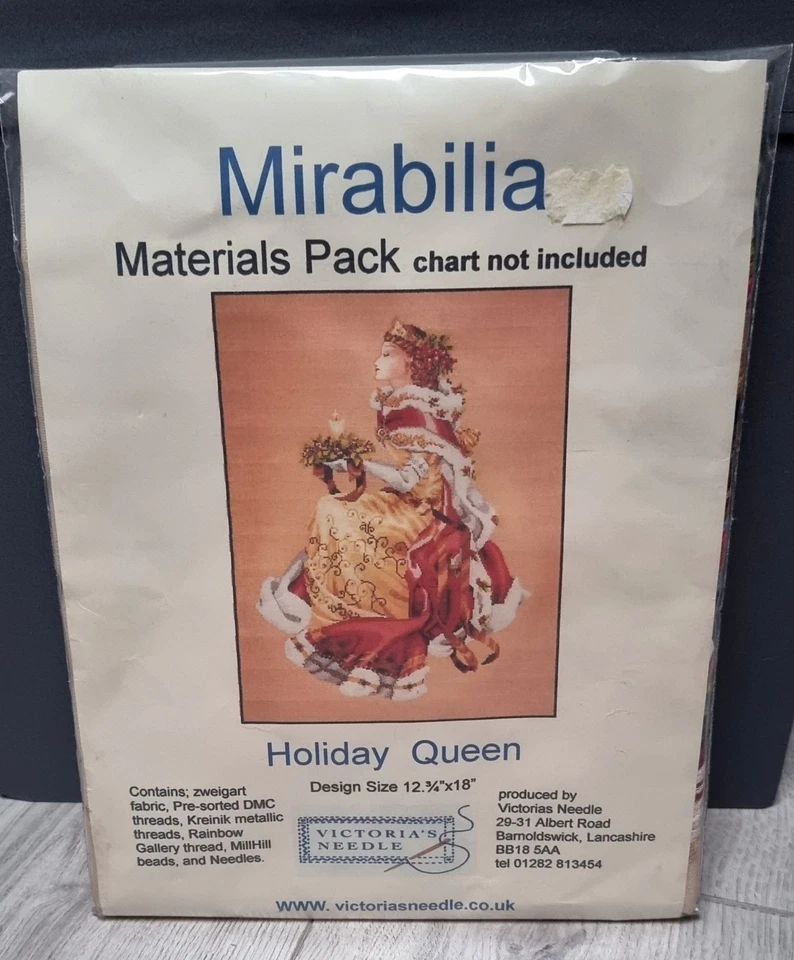 Mirabilia
Materials Pack chart not included
Holiday Queen
Design Size 12.¾"x18"
Contains; zweigart
fabric, Pre-sorted DMC
threads, Kreinik metallic
threads, Rainbow
Gallery thread, MillHill
beads, and Needles.
VICTORIA'S
NEEDLE
produced by
Victorias Needle
29-31 Albert Road
Barnoldswick, Lancashire
BB18 5AA
tel 01282 813454
www. victoriasneedle.co.uk